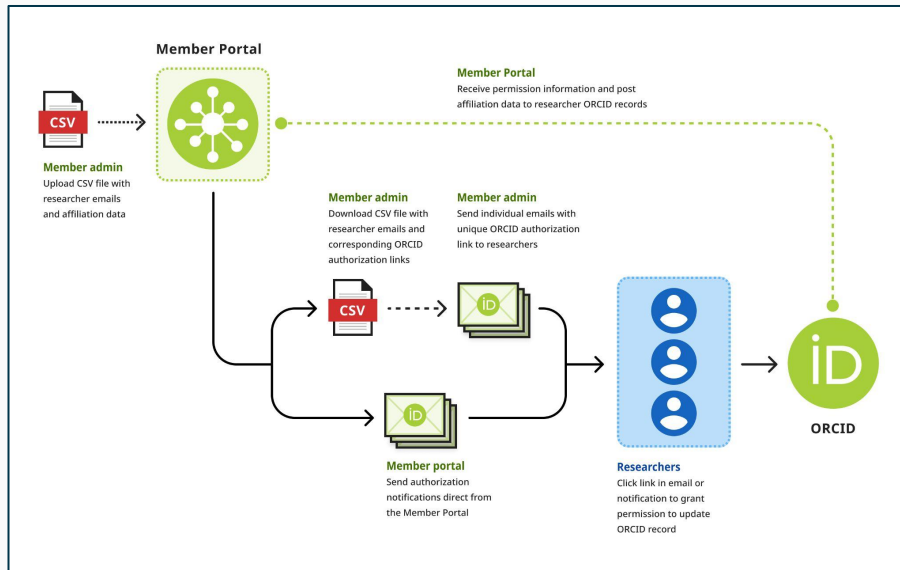 Member Portal
CSV
Member admin
Upload CSV file with
researcher emails
and affiliation data
Member Portal
Receive permission information and post
affiliation data to researcher ORCID records
Member admin
Download CSV file with
researcher emails and
corresponding ORCID
authorization links
CSV
Member admin
Send individual emails with
unique ORCID authorization
link to researchers
iD
iD
Member portal
Send authorization
notifications direct from
the Member Portal
Researchers
Click link in email or
notification to grant
permission to update
ORCID record
iD
ORCID